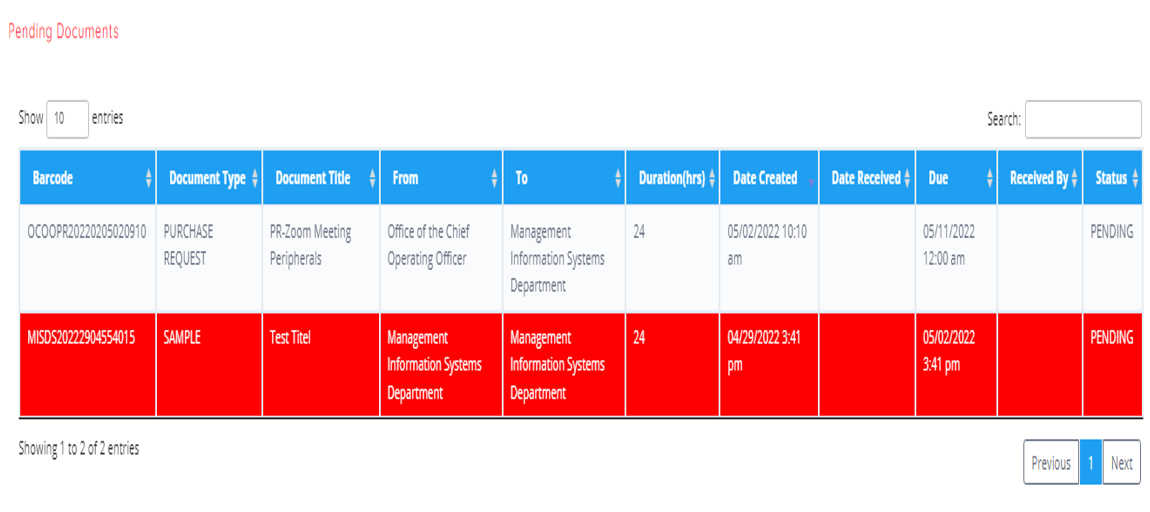 Pending Documents
Show 10 entries
Search:
Barcode Document Type Document Title From To Duration(hrs) Date Created Date Received Due Received By Status
OCOOPR20220205020910 PURCHASE PR-Zoom Meeting Office of the Chief Management 24 05/02/2022 10:10 05/11/2022 PENDING
REQUEST Peripherals Operating Officer Information Systems am 12:00 am
Department
MISDS20222904554015 SAMPLE Test Titel Management Management 24 04/29/2022 3:41 05/02/2022 PENDING
Information Systems Information Systems pm 3:41 pm
Department Department
Showing 1 to 2 of 2 entries
Previous 1 Next